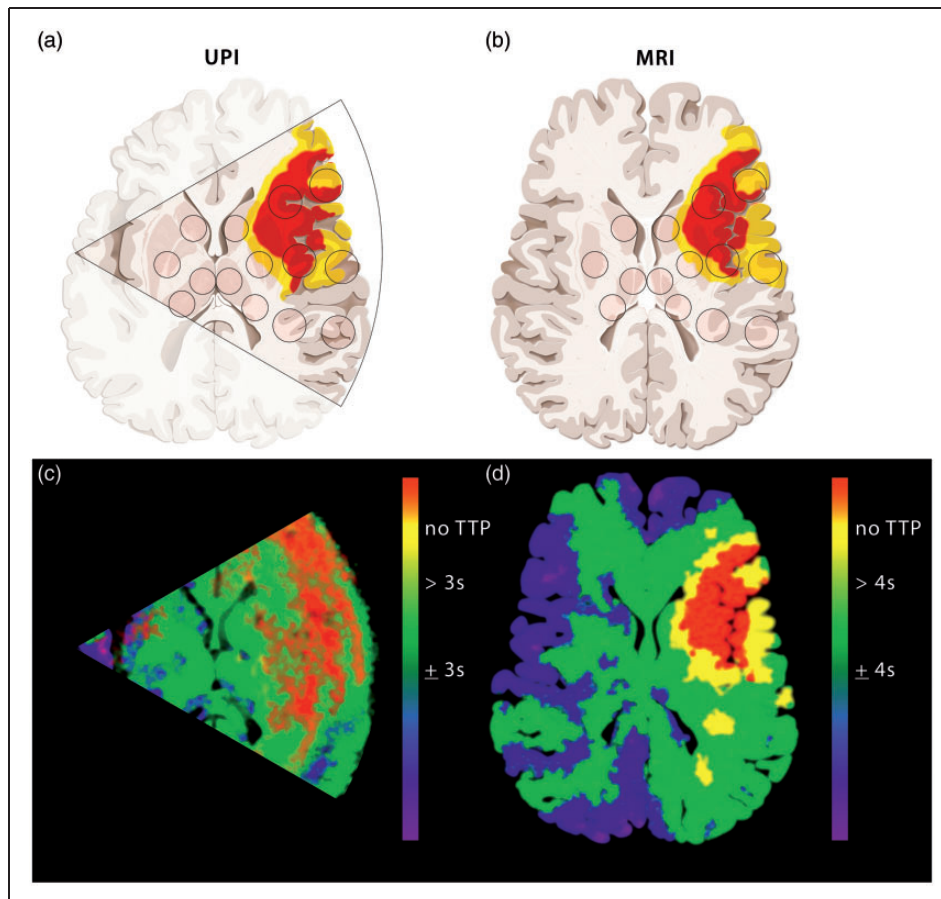 (a)
UPI
(b)
MRI
(c)
no TTP
> 3s
± 3s
(d)
no TTP
> 4s
± 4s